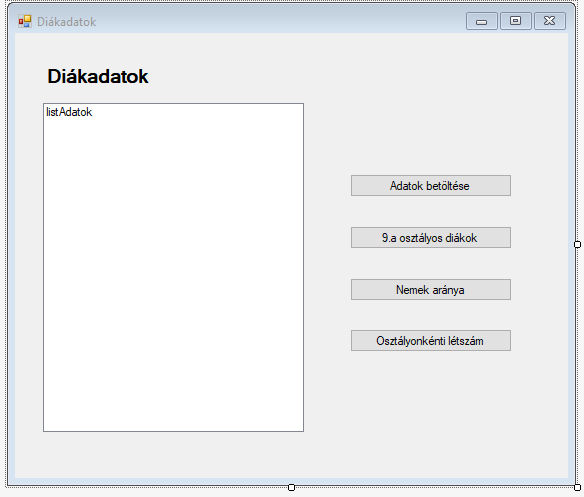 Diákadatok
Diákadatok
listAdatok
Adatok betöltése
9.a osztályos diákok
Nemek aránya
Osztályonkénti létszám